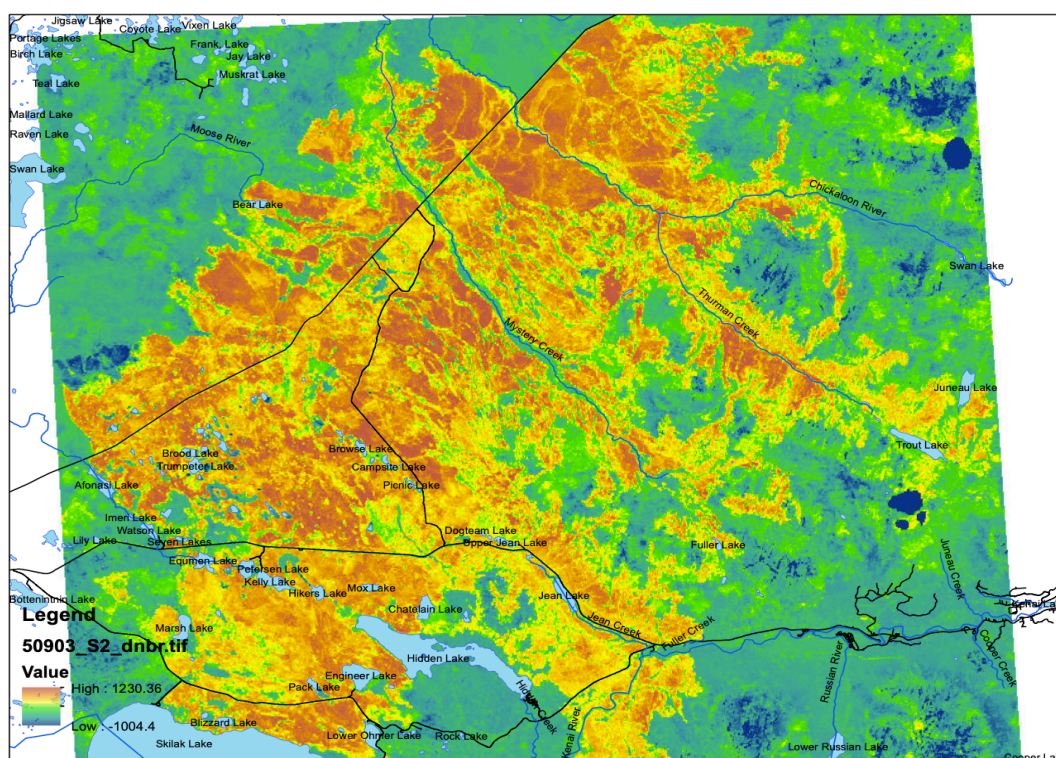 Jigsaw Lake
Coyote Lake
Vixen Lake
Portage Lakes
Frank, Lake
Birch Lake
Jay Lake
Muskrat Lake
Teal Lake
Mallard Lake
Raven Lake
Moose River
Swan Lake
Chickaloon River
Bear Lake
Swan Lake
Thurman Creek
Mystery Creek
Juneau Lake
Trout Lake
Browse Lake
Brood Lake
Trumpeter Lake
Campsite Lake
Afonasi Lake
Picnic Lake
Imeri Lake
Watson Lake
Dogteam Lake
Lily Lake
Seven Lakes
Upper Jean Lake
Fuller Lake
Equmen Lake
Petersen Lake
Kelly Lake
Mox Lake
Hikers Lake
Jean Lake
Juneau Creek
Bottenintnin Lake
Chatelain Lake
Legend
Marsh Lake
Jean Creek
Fuller Creek
50903_S2_dnbr.tif
Cooper Creek
Value
Hidden Lake
Russian River
Engineer Lake
High : 1230.36
Pack Lake
Hidden Creek
Low : -1004.4
Blizzard Lake
Kenai River
Lower Ohmer Lake
Rock Lake
Skilak Lake
Lower Russian Lake